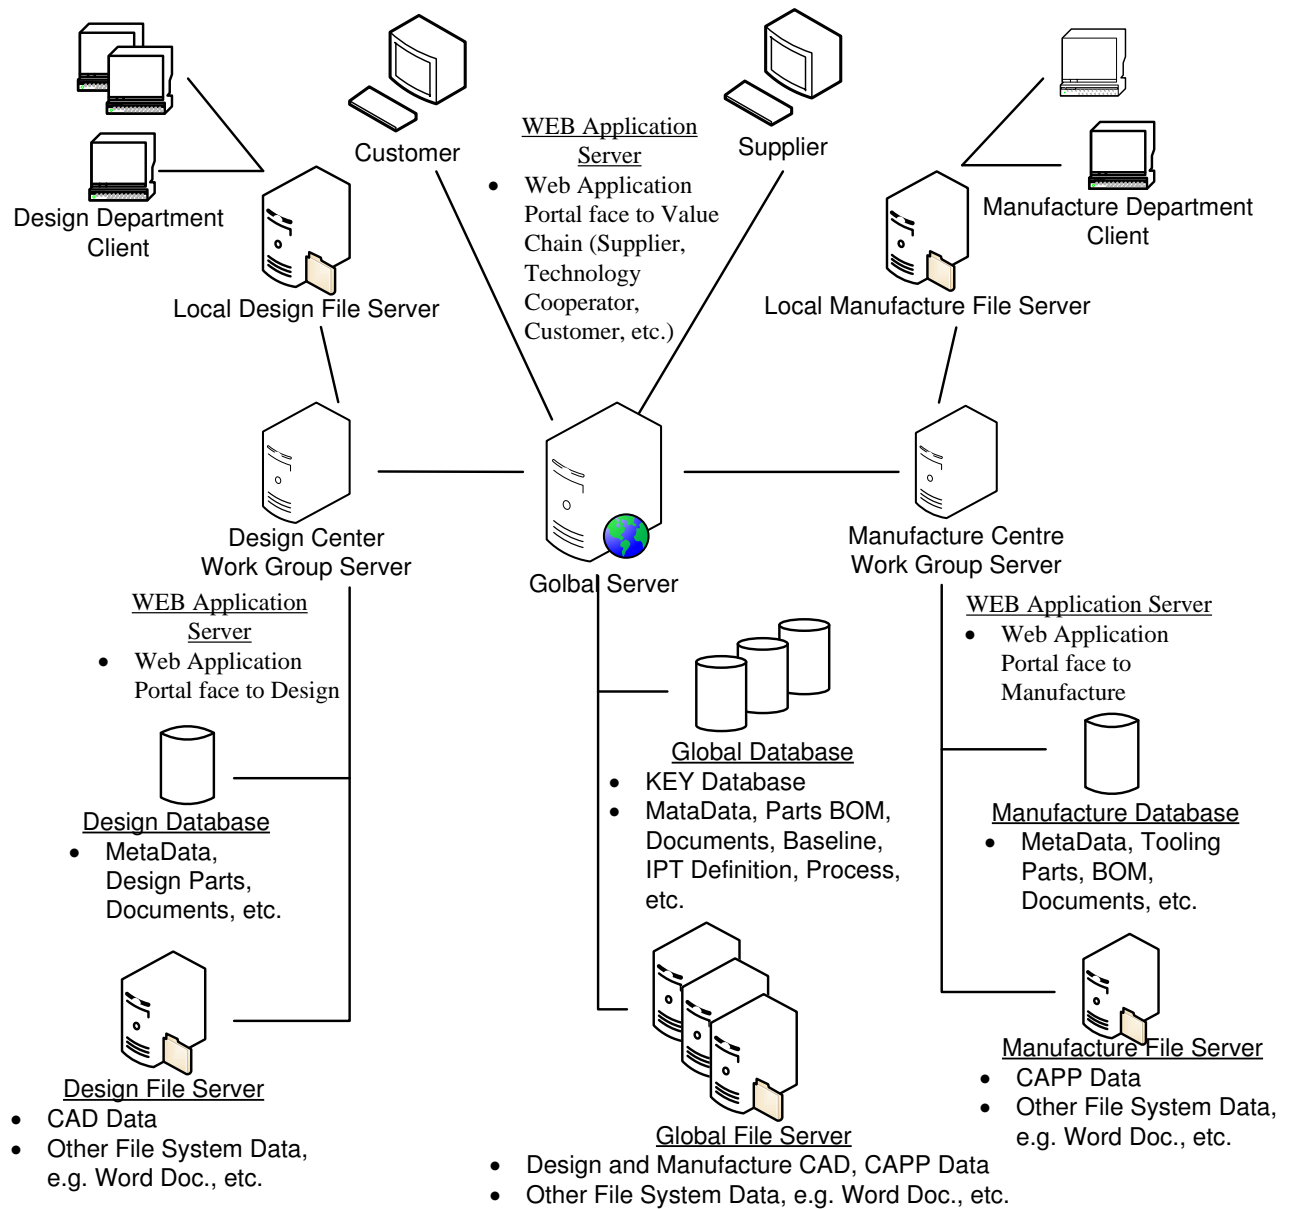 Customer
Supplier
WEB Application
Server
• Web Application
Portal face to Value
Chain (Supplier,
Technology
Cooperator,
Customer, etc.)
Design Department
Client
Manufacture Department
Client
Local Design File Server
Local Manufacture File Server
Design Center
Work Group Server
Golbal Server
Manufacture Centre
Work Group Server
WEB Application
Server
• Web Application
Portal face to Design
WEB Application Server
• Web Application
Portal face to
Manufacture
Design Database
• MetaData,
Design Parts,
Documents, etc.
Global Database
• KEY Database
• MataData, Parts BOM,
Documents, Baseline,
IPT Definition, Process,
etc.
Manufacture Database
• MetaData, Tooling
Parts, BOM,
Documents, etc.
Design File Server
• CAD Data
• Other File System Data,
e.g. Word Doc., etc.
Global File Server
• Design and Manufacture CAD, CAPP Data
• Other File System Data, e.g. Word Doc., etc.
Manufacture File Server
• CAPP Data
• Other File System Data,
e.g. Word Doc., etc.